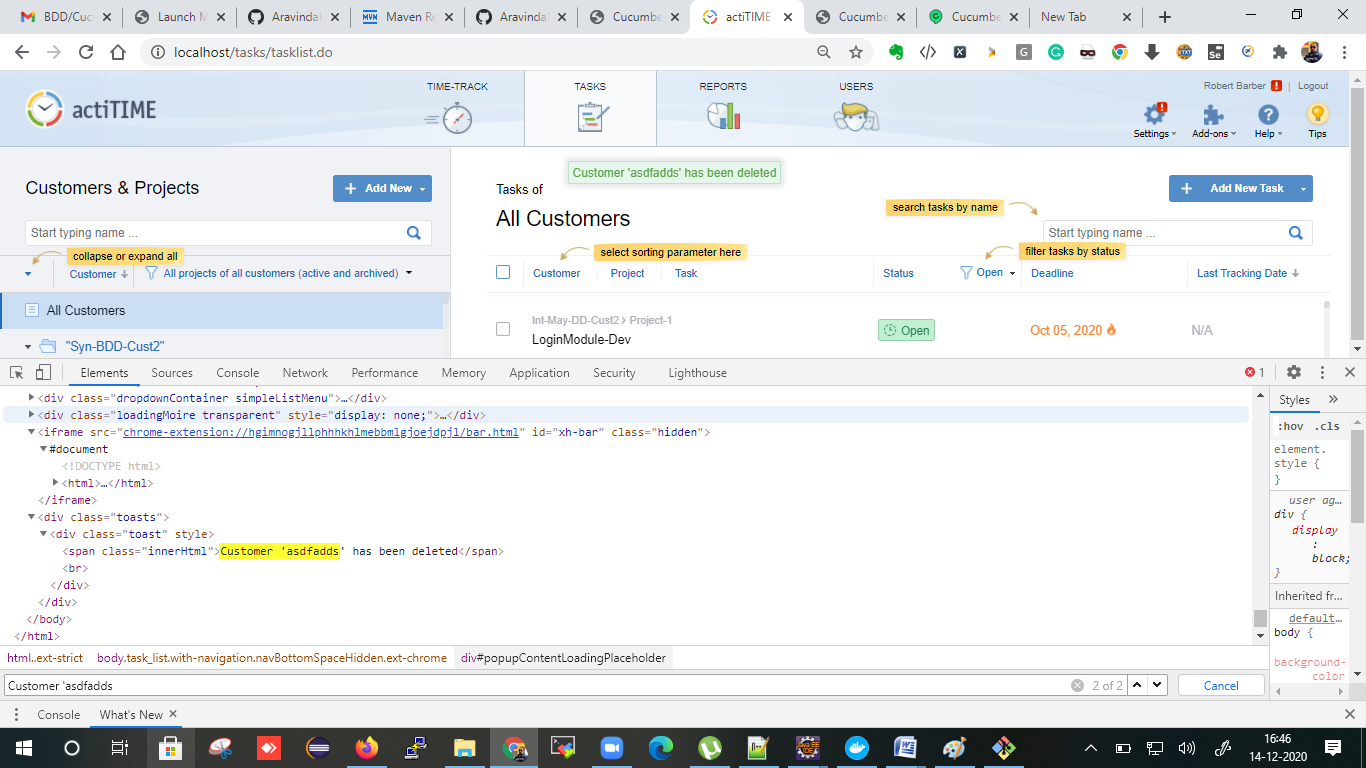 BDD/Cuc
Launch M
Aravindal
Maven Re
Aravindal
Cucumbe
actiTIME
Cucumbe
Cucumbe
New Tab
localhost/tasks/tasklist.do
actiTIME
TIME-TRACK
TASKS
REPORTS
USERS
Robert Barber
Logout
Settings
Add-ons
Help
Tips
Customers & Projects
Add New
Start typing name ...
collapse or expand all
Customer
All projects of all customers (active and archived)
All Customers
"Syn-BDD-Cust2"
Customer 'asdfadds' has been deleted
Tasks of
All Customers
Add New Task
search tasks by name
Start typing name ...
select sorting parameter here
filter tasks by status
Customer
Project
Task
Status
Open
Deadline
Last Tracking Date
Int-May-DD-Cust2 > Project-1
LoginModule-Dev
Open
Oct 05, 2020
N/A
Elements
Sources
Console
Network
Performance
Memory
Application
Security
Lighthouse
1
<div class="dropdownContainer simpleListMenu">…</div>
<div class="loadingMoire transparent" style="display: none;">…</div>
<iframe src="chrome-extension://hgimnogjllphhhkhlmebbmlgjoejdpjl/bar.html" id="xh-bar" class="hidden">
#document
<!DOCTYPE html>
<html>…</html>
</iframe>
<div class="toasts">
<div class="toast" style>
<span class="innerHtml">Customer 'asdfadds' has been deleted</span>
<br>
</div>
</div>
</body>
</html>
Styles
:hov .cls
element.
style {
}
user ag…
div {
display
:
block;
}
Inherited fr…
default…
body {
background-
color
html..ext-strict
body.task_list.with-navigation.navBottomSpaceHidden.ext-chrome
div#popupContentLoadingPlaceholder
Customer 'asdfadds
2 of 2
Cancel
Console
What's New
16:46
14-12-2020